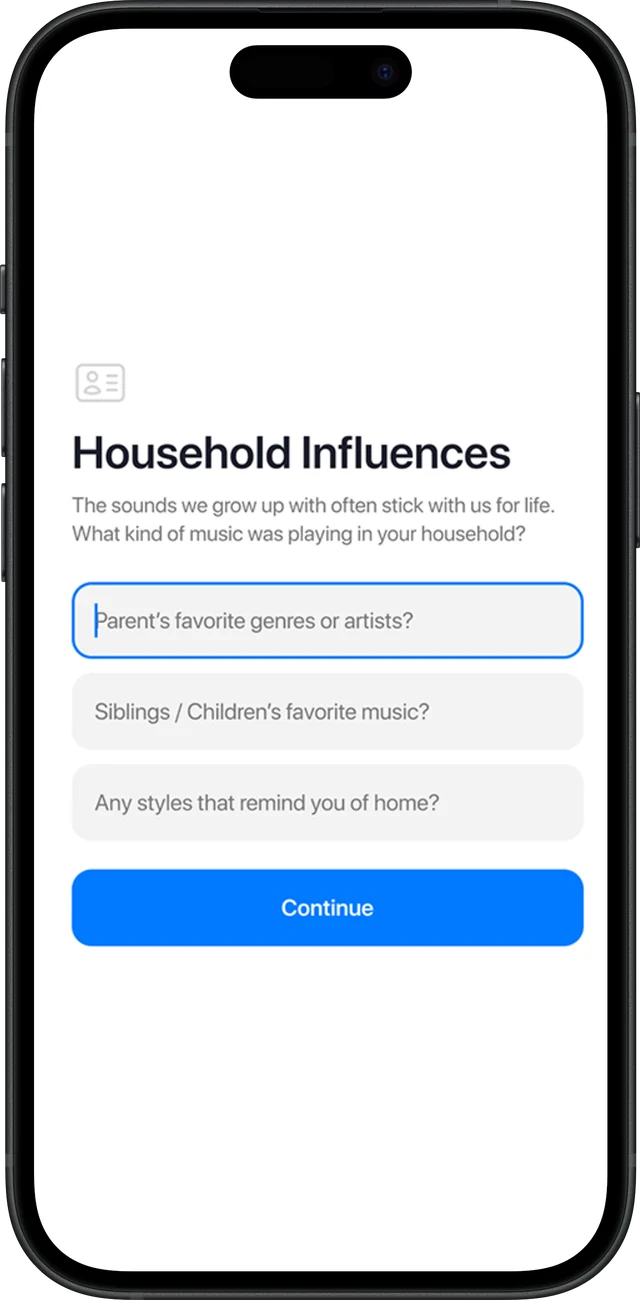 Household Influences
The sounds we grow up with often stick with us for life.
What kind of music was playing in your household?
Parent’s favorite genres or artists?
Siblings / Children’s favorite music?
Any styles that remind you of home?
Continue